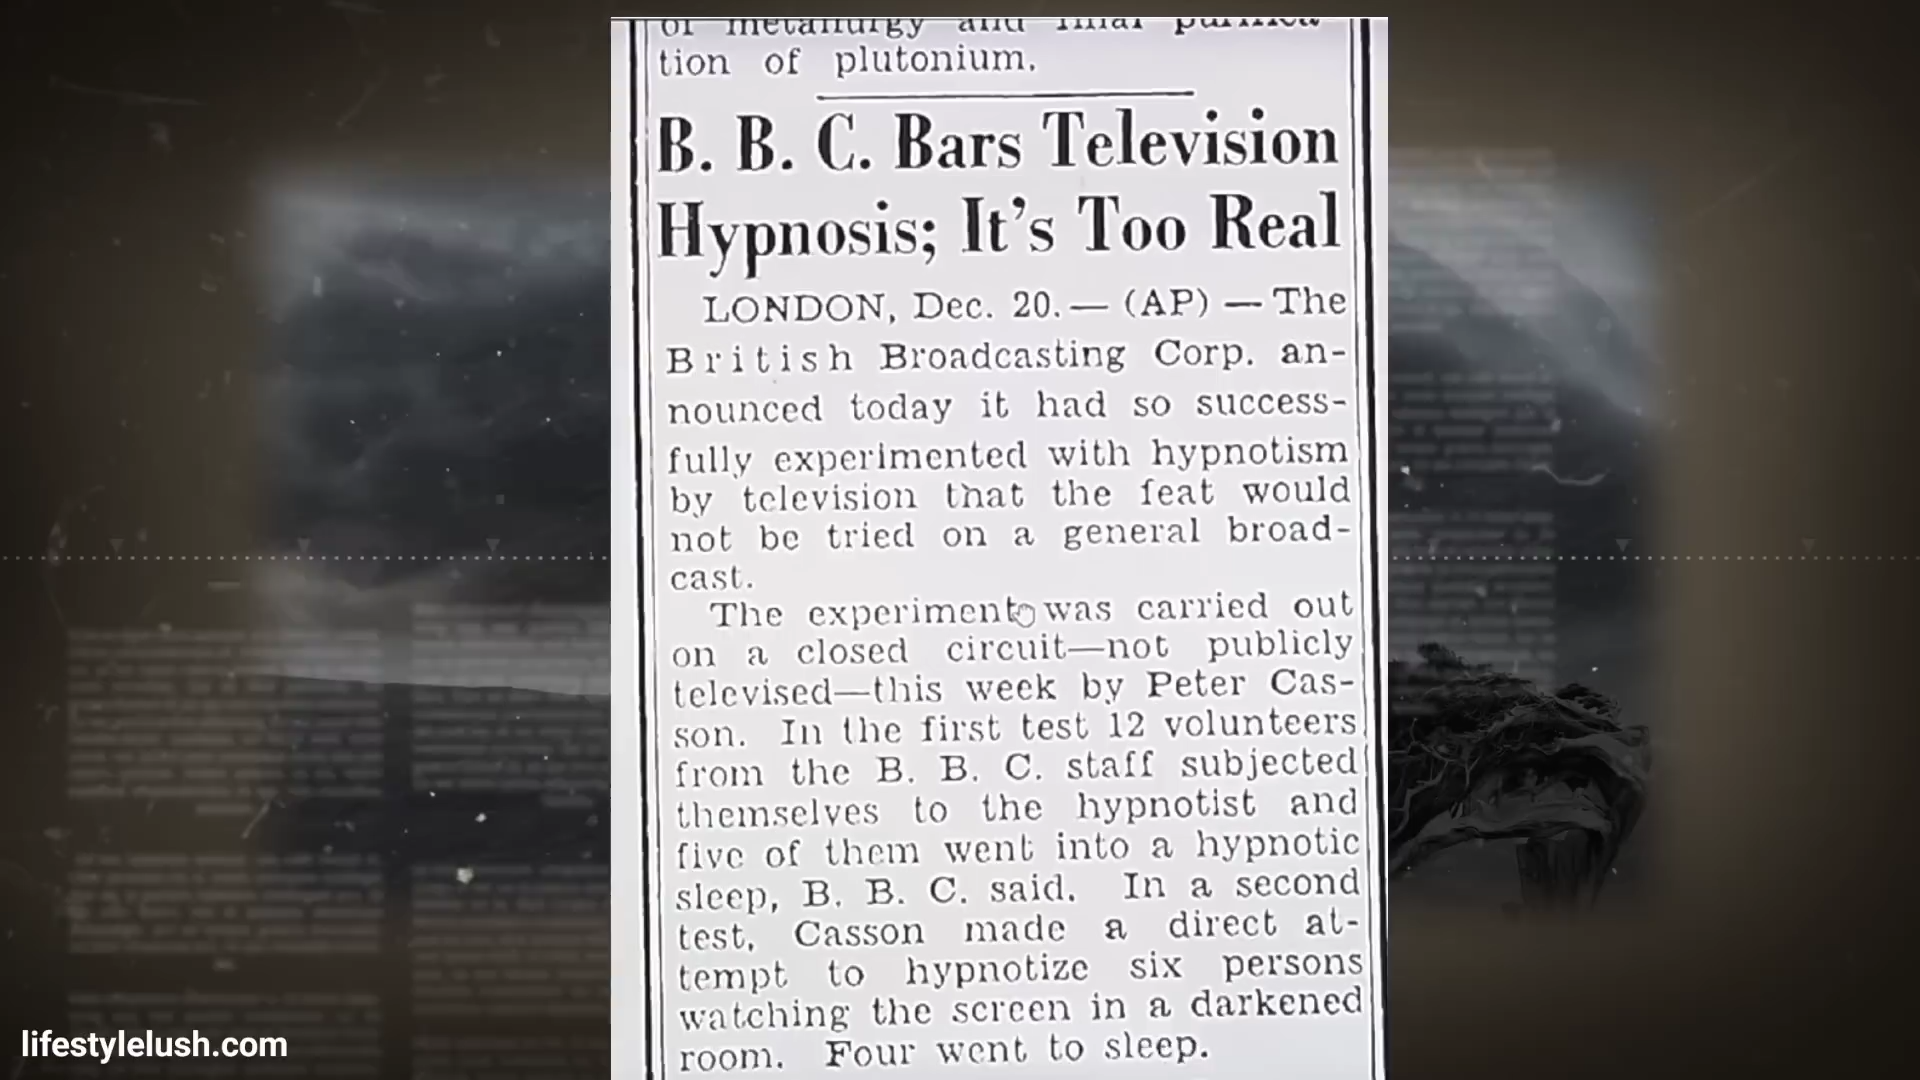 of metallurgy and final purifica
tion of plutonium.
B. B. C. Bars Television
Hypnosis; It's Too Real
LONDON, Dec. 20.— (AP) — The
British Broadcasting Corp. an-
nounced today it had so success-
fully experimented with hypnotism
by television that the feat would
not be tried on a general broad-
cast.
The experiment was carried out
on a closed circuit—not publicly
televised—this week by Peter Cas-
son. In the first test 12 volunteers
from the B. B. C. staff subjected
themselves to the hypnotist and
five of them went into a hypnotic
sleep, B. B. C. said. In a second
test, Casson made a direct at-
tempt to hypnotize six persons
watching the screen in a darkened
room. Four went to sleep.
lifestylelush.com